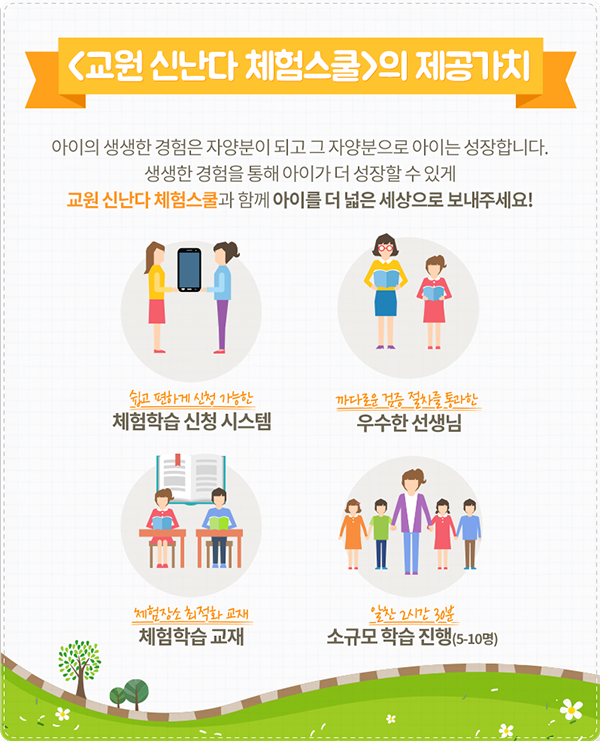 <교원 신난다 체험스쿨>의 제공가치
아이의 생생한 경험은 자양분이 되고 그 자양분으로 아이는 성장합니다.
생생한 경험을 통해 아이가 더 성장할 수 있게
교원 신난다 체험스쿨과 함께 아이를 더 넓은 세상으로 보내주세요!
쉽고 편하게 신청 가능한
체험학습 신청 시스템
까다로운 검증 절차를 통과한
우수한 선생님
체험장소 최적화 교재
체험학습 교재
알찬 2시간 30분
소규모 학습 진행(5-10명)